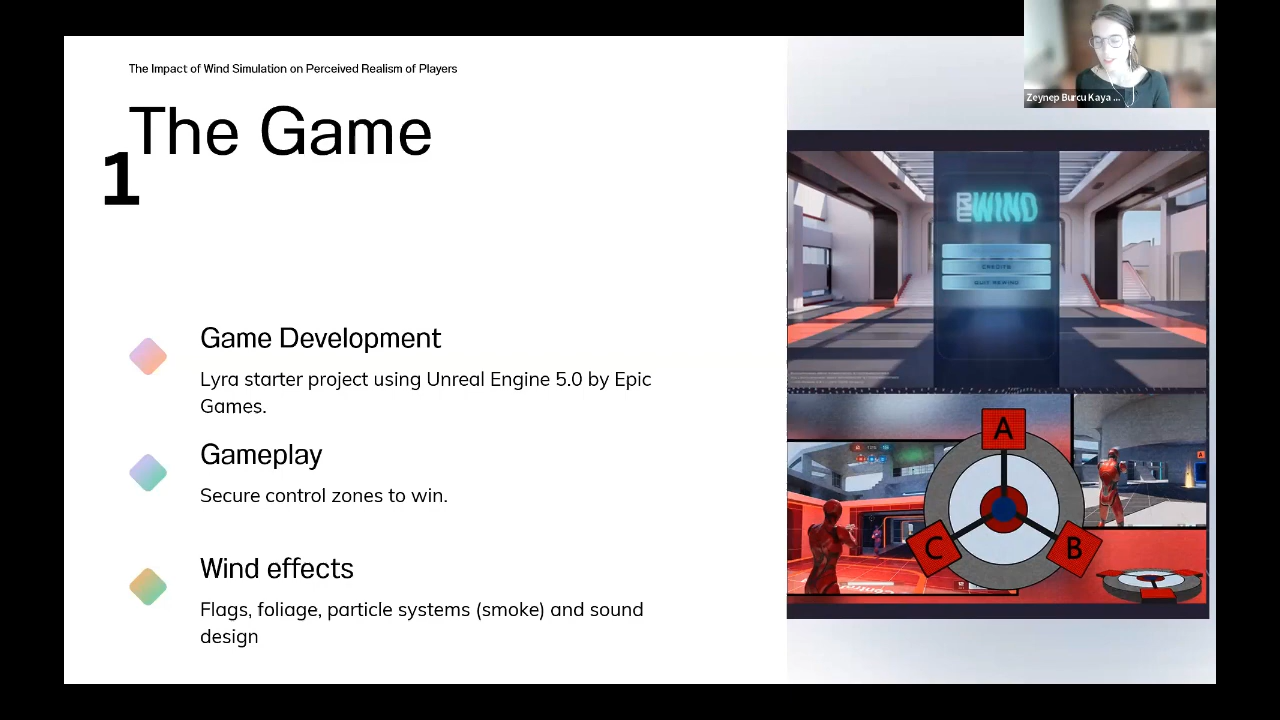 The Impact of Wind Simulation on Perceived Realism of Players
The Game
1
Game Development
Lyra starter project using Unreal Engine 5.0 by Epic
Games.
Gameplay
Secure control zones to win.
Wind effects
Flags, foliage, particle systems (smoke) and sound
design
Zeynep Burcu Kaya ...
WIND
CREDITS
A
C
B
A